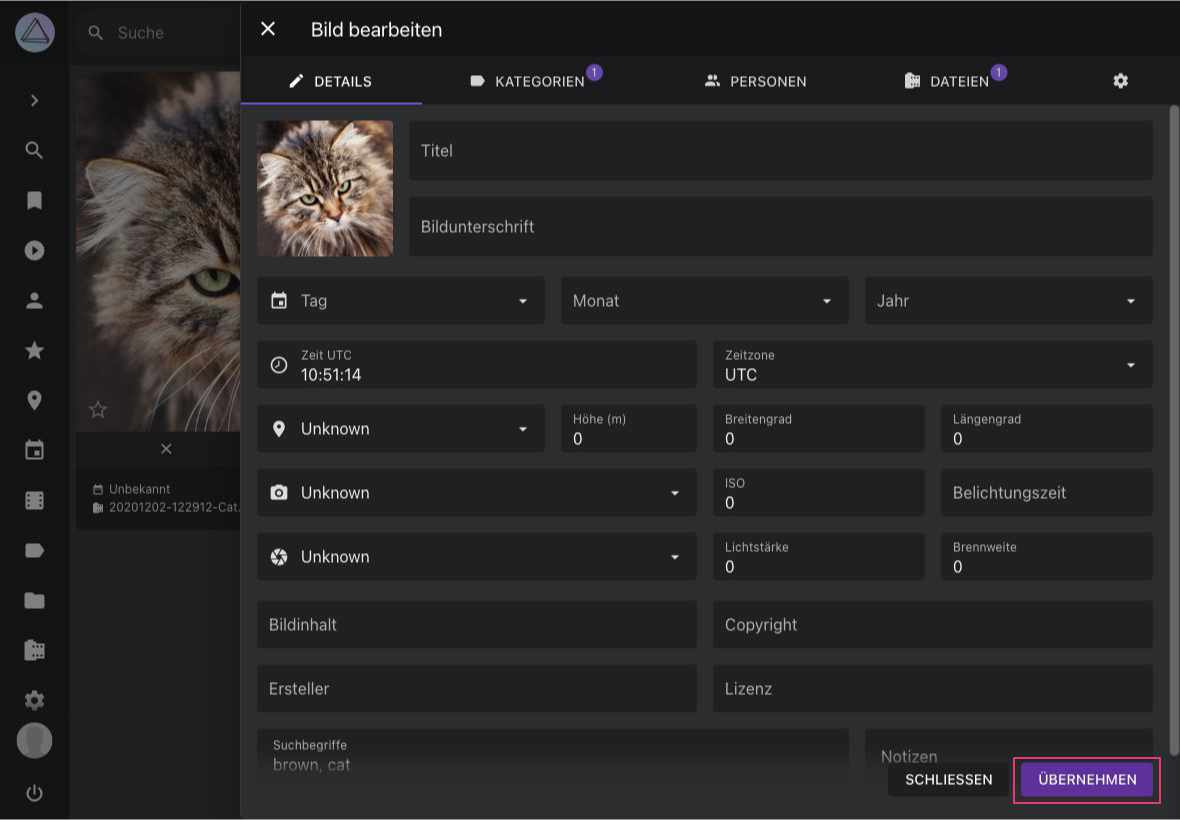 Suche
Bild bearbeiten
DETAILS
KATEGORIEN 1
PERSONEN
DATEIEN 1
Titel
Bildunterschrift
Tag
Monat
Jahr
Zeit UTC
10:51:14
Zeitzone
UTC
Unknown
Höhe (m)
0
Breitengrad
0
Längengrad
0
Unknown
ISO
0
Belichtungszeit
Unknown
Lichtstärke
0
Brennweite
0
Bildinhalt
Copyright
Ersteller
Lizenz
Suchbegriffe
brown, cat
Notizen
SCHLIESSEN
ÜBERNEHMEN
Unbekannt
20201202-122912-Cat.